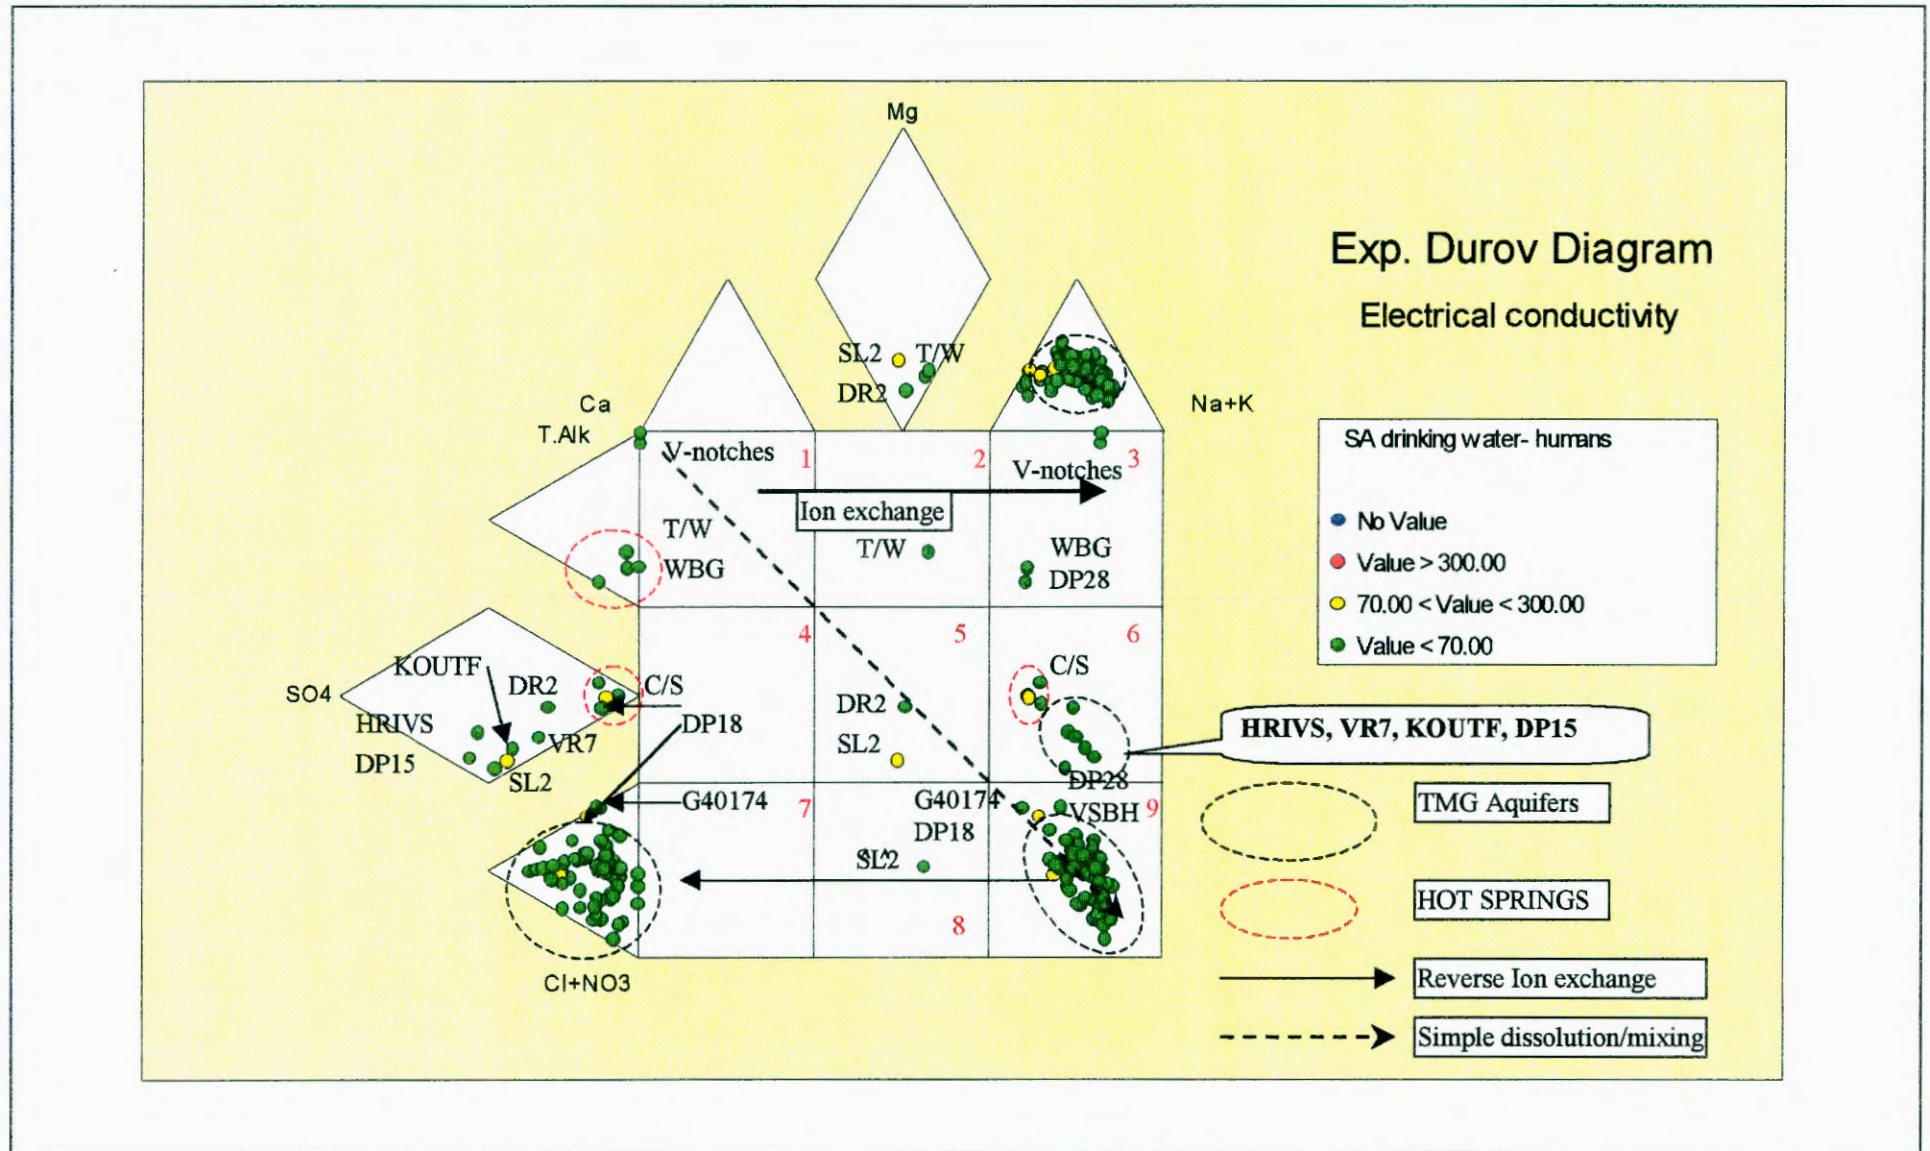 Mg
Exp. Durov Diagram
Electrical conductivity
SL2
T/W
DR2
Ca
Na+K
T.Alk
SA drinking water- humans
No Value
Value > 300.00
70.00 < Value < 300.00
Value < 70.00
V-notches
1
2
3
V-notches
Ion exchange
T/W
WBG
T/W
WBG
DP28
4
5
6
KOUTF
SO4
DR2
C/S
HRIVS
DP18
DP15
VR7
SL2
C/S
DR2
SL2
HRIVS, VR7, KOUTF, DP15
DP28
G40174
7
G40174
VSBH
9
DP18
SL2
8
TMG Aquifers
HOT SPRINGS
Cl+NO3
Reverse Ion exchange
Simple dissolution/mixing